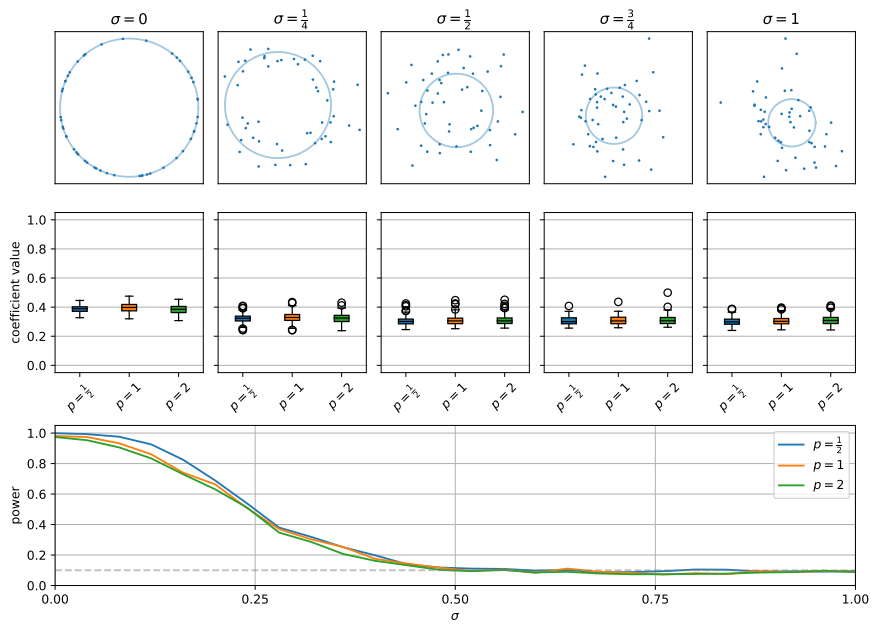 σ = 0 σ = 1/4 σ = 1/2 σ = 3/4 σ = 1
1.0
0.8
0.6
0.4
0.2
0.0
coefficient value
p = 1/2 p = 1 p = 2 p = 1/2 p = 1 p = 2 p = 1/2 p = 1 p = 2 p = 1/2 p = 1 p = 2 p = 1/2 p = 1 p = 2
1.0
0.8
0.6
0.4
0.2
0.0
power
p = 1/2
p = 1
p = 2
0.00 0.25 0.50 0.75 1.00
σ